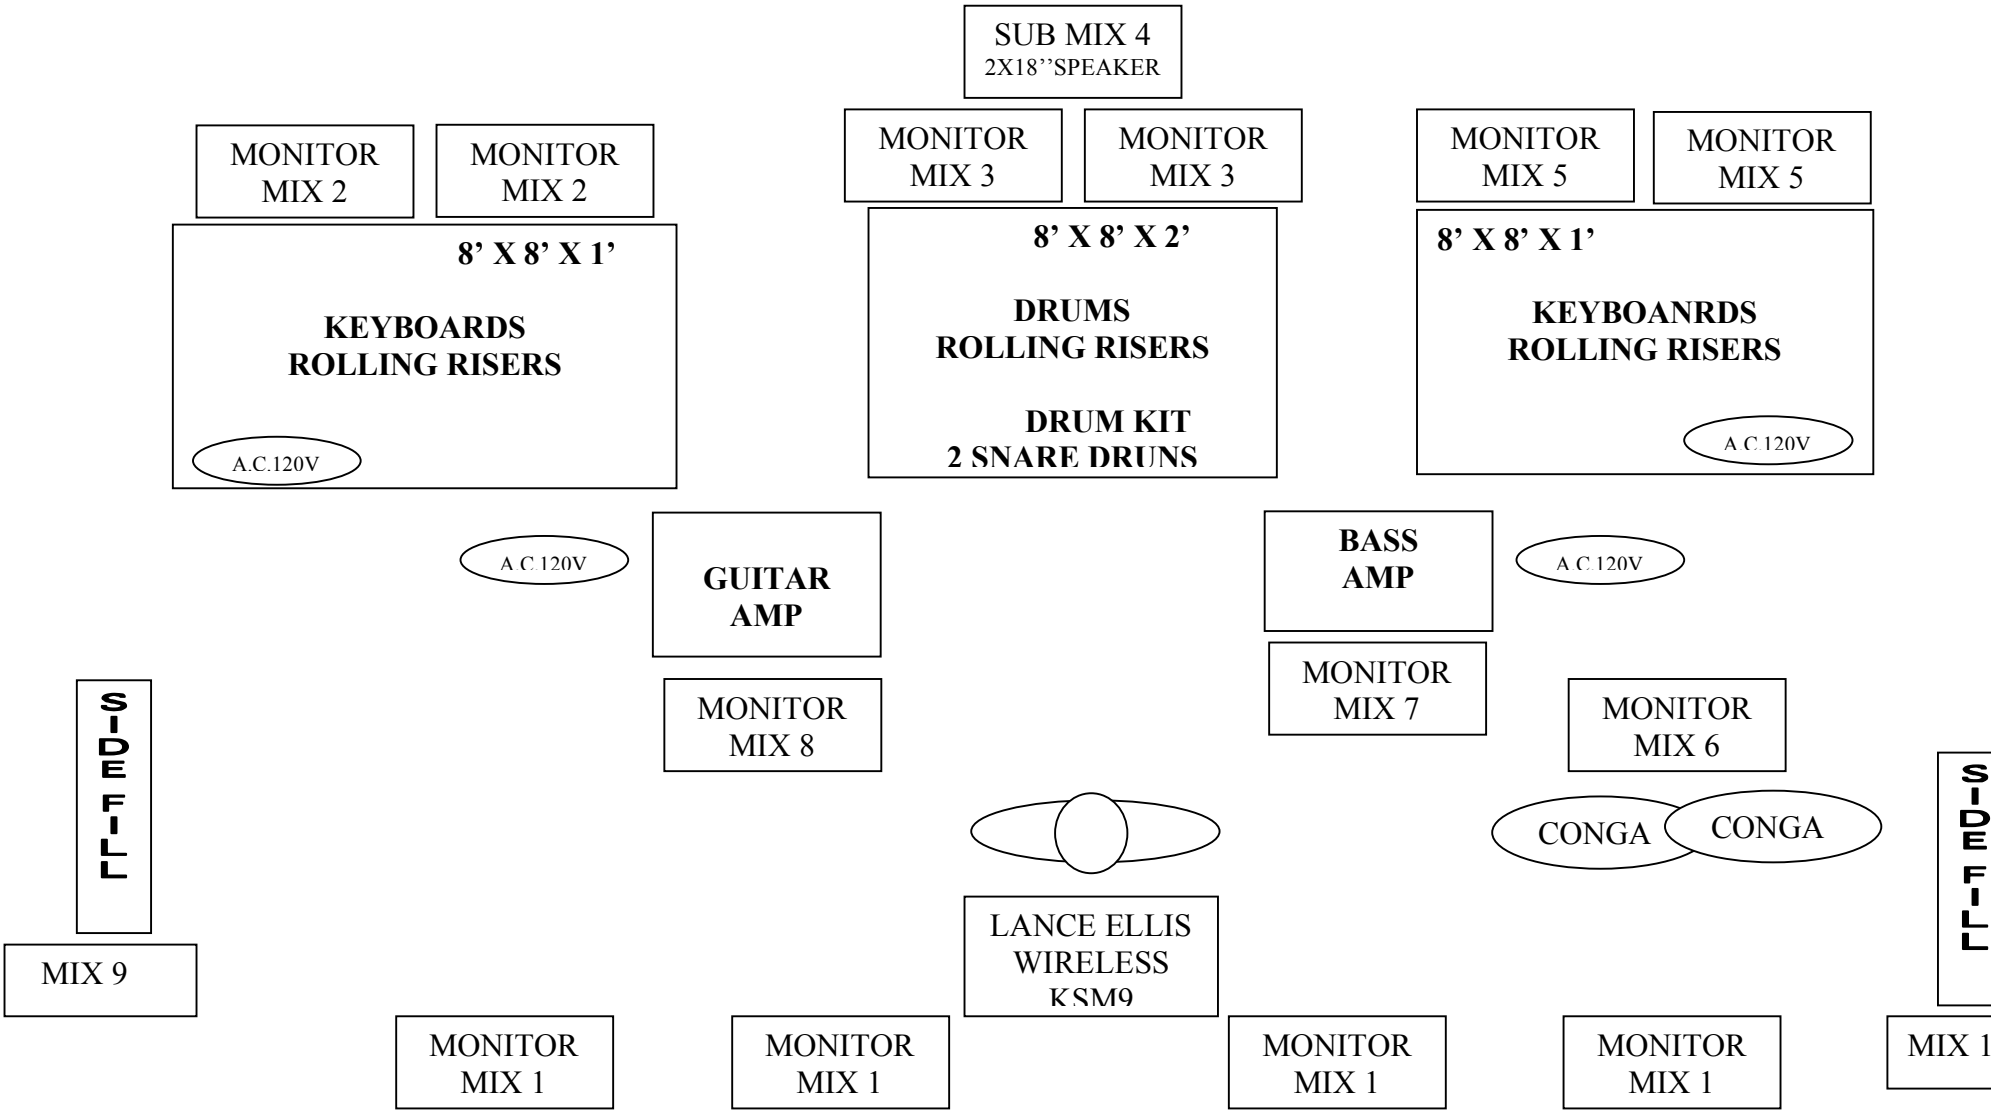 SUB MIX 4
2X18’’SPEAKER
MONITOR
MIX 2
MONITOR
MIX 2
MONITOR
MIX 3
MONITOR
MIX 3
MONITOR
MIX 5
MONITOR
MIX 5
8’ X 8’ X 1’
KEYBOARDS
ROLLING RISERS
A.C.120V
8’ X 8’ X 2’
DRUMS
ROLLING RISERS
DRUM KIT
2 SNARE DRUNS
8’ X 8’ X 1’
KEYBOANRDS
ROLLING RISERS
A.C.120V
A.C.120V
GUITAR
AMP
BASS
AMP
A.C.120V
MONITOR
MIX 8
MONITOR
MIX 7
MONITOR
MIX 6
SIDE FILL
SIDE FILL
CONGA
CONGA
LANCE ELLIS
WIRELESS
KSM9
MIX 9
MONITOR
MIX 1
MONITOR
MIX 1
MONITOR
MIX 1
MONITOR
MIX 1
MIX 1